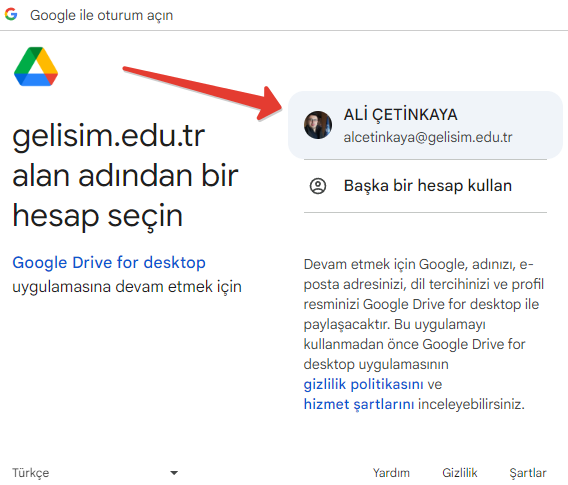 Google ile oturum açın
gelisim.edu.tr
alan adından bir
hesap seçin
Google Drive for desktop
uygulamasına devam etmek için
ALİ ÇETİNKAYA
alcetinkaya@gelisim.edu.tr
Başka bir hesap kullan
Devam etmek için Google, adınızı, e-
posta adresinizi, dil tercihinizi ve profil
resminizi Google Drive for desktop ile
paylaşacaktır. Bu uygulamayı
kullanmadan önce Google Drive for
desktop uygulamasının
gizlilik politikasını ve
hizmet şartlarını inceleyebilirsiniz.
Türkçe
Yardım Gizlilik Şartlar